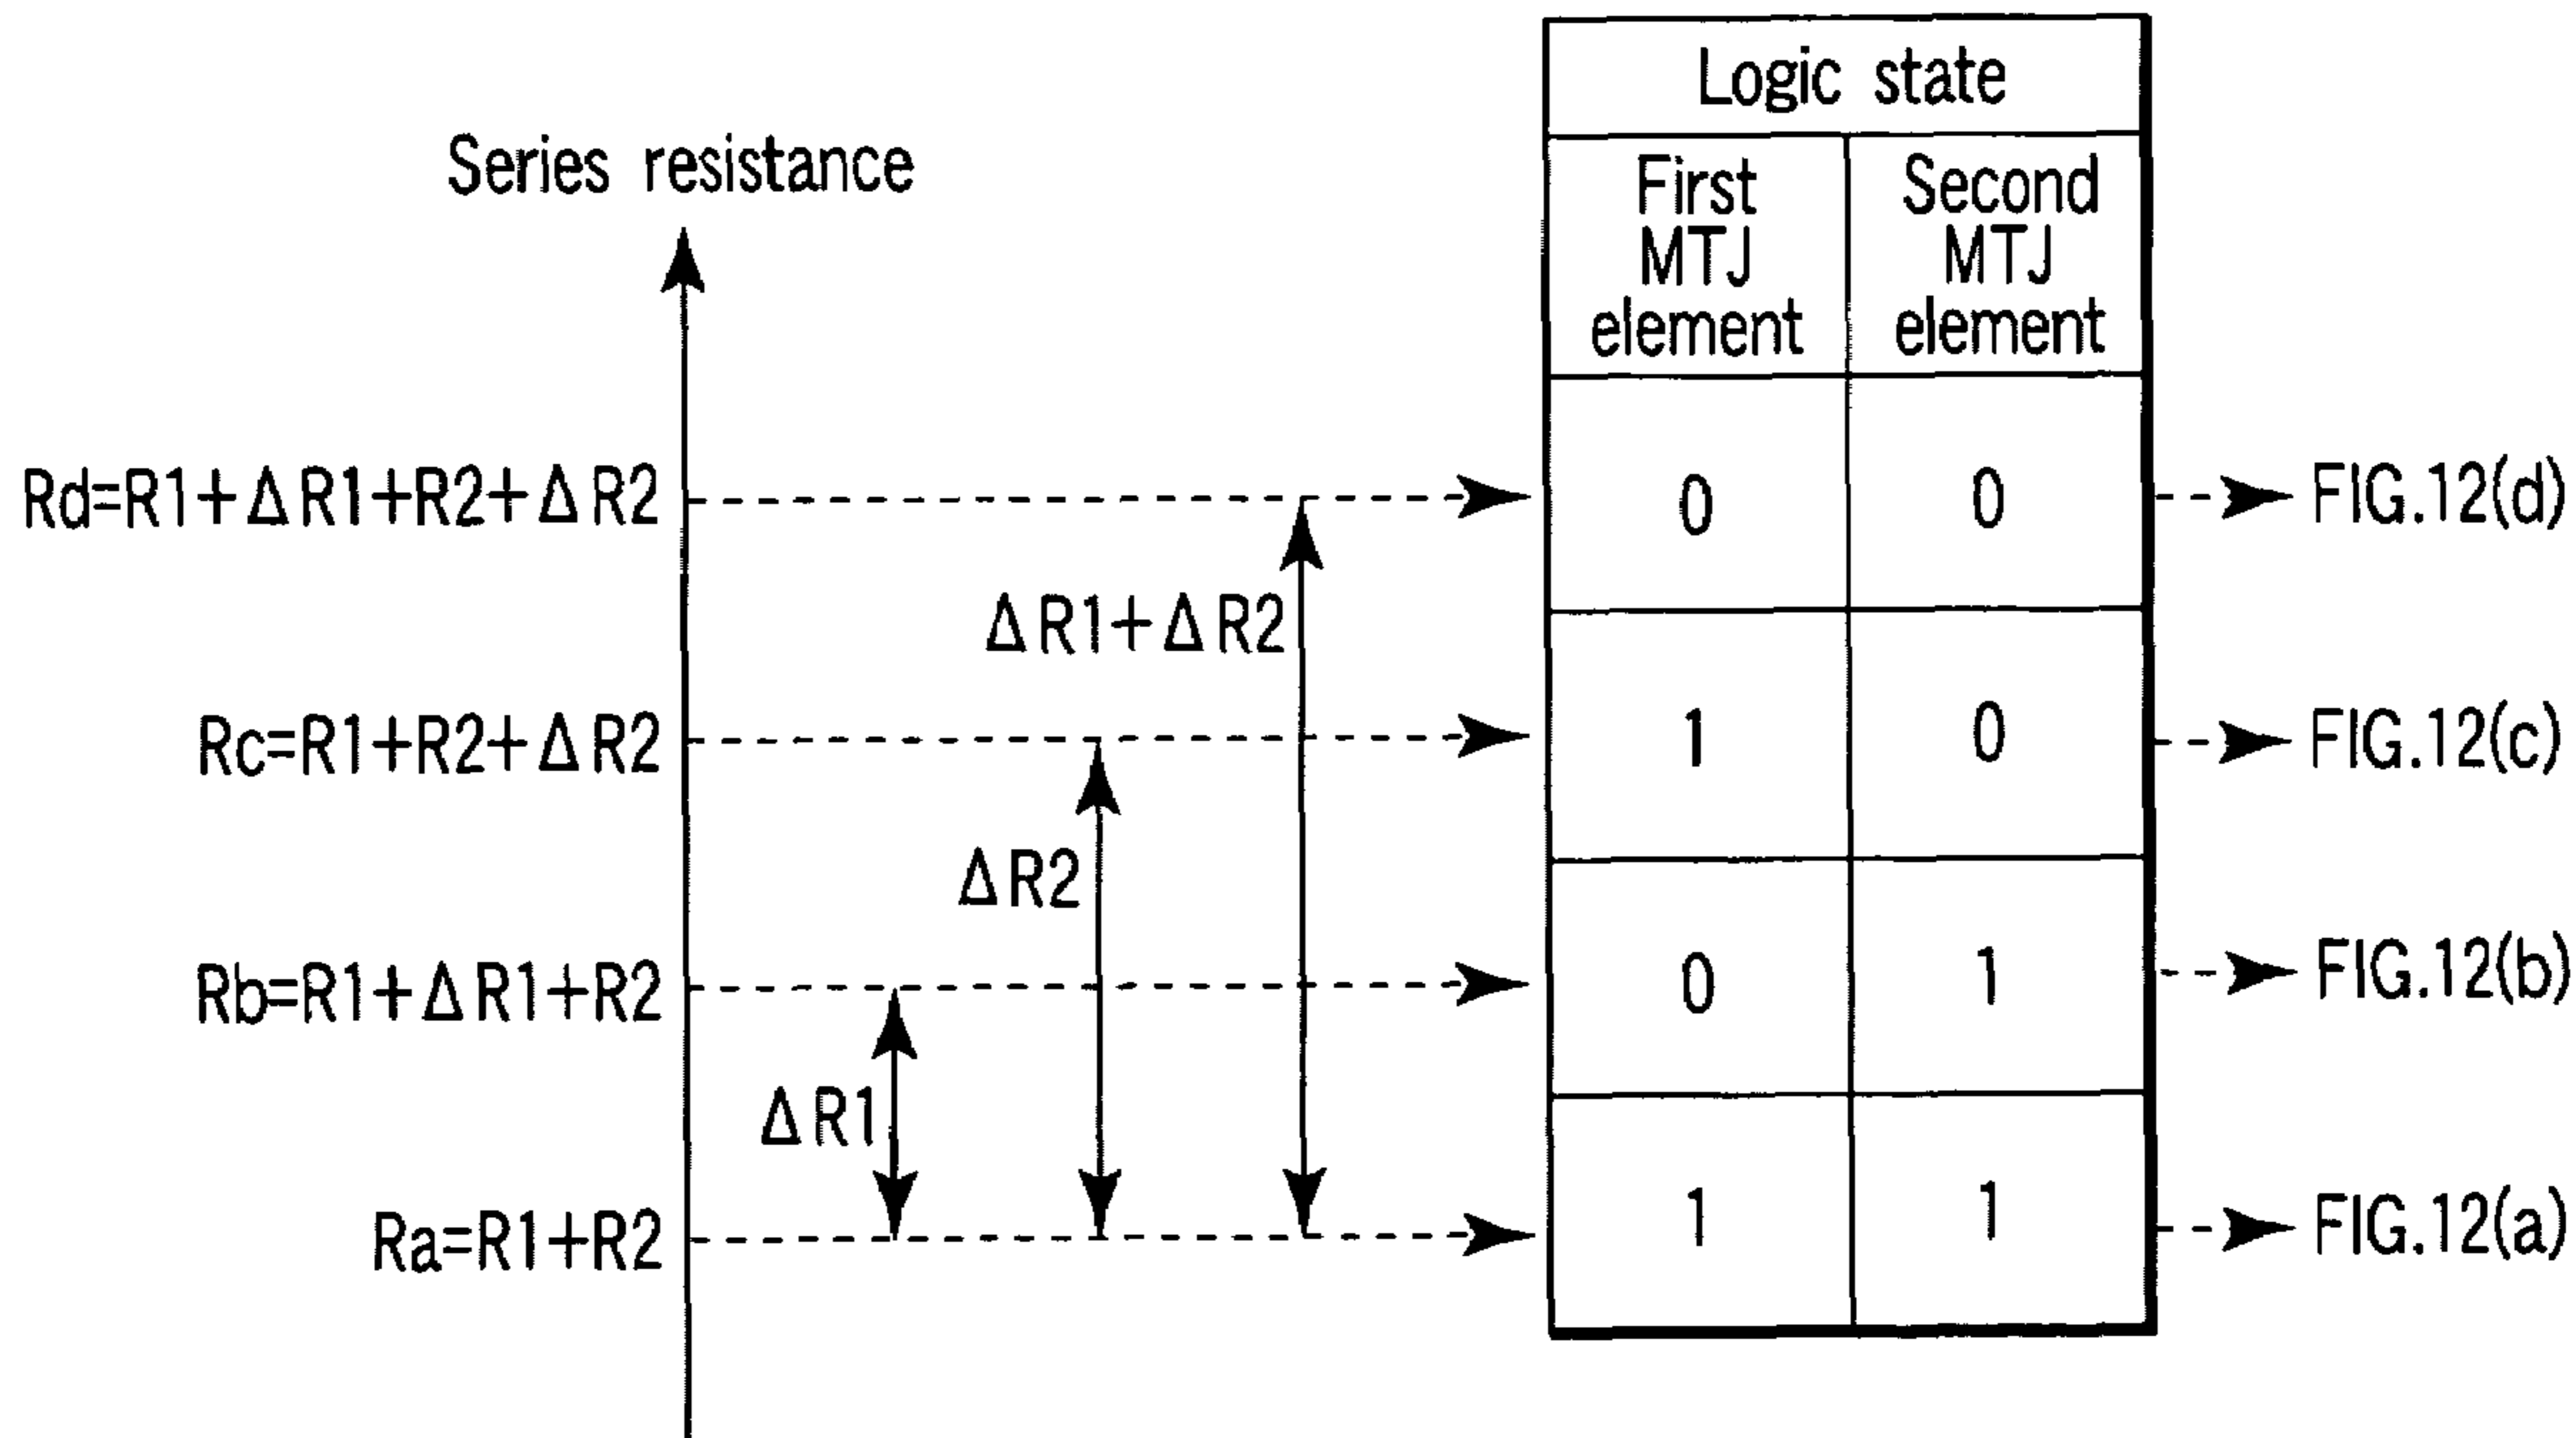 Logic state
Series resistance
First MTJ element
Second MTJ element
Rd=R1+ΔR1+R2+ΔR2
0
0
FIG.12(d)
ΔR1+ΔR2
Rc=R1+R2+ΔR2
1
0
FIG.12(c)
ΔR2
Rb=R1+ΔR1+R2
0
1
FIG.12(b)
ΔR1
Ra=R1+R2
1
1
FIG.12(a)